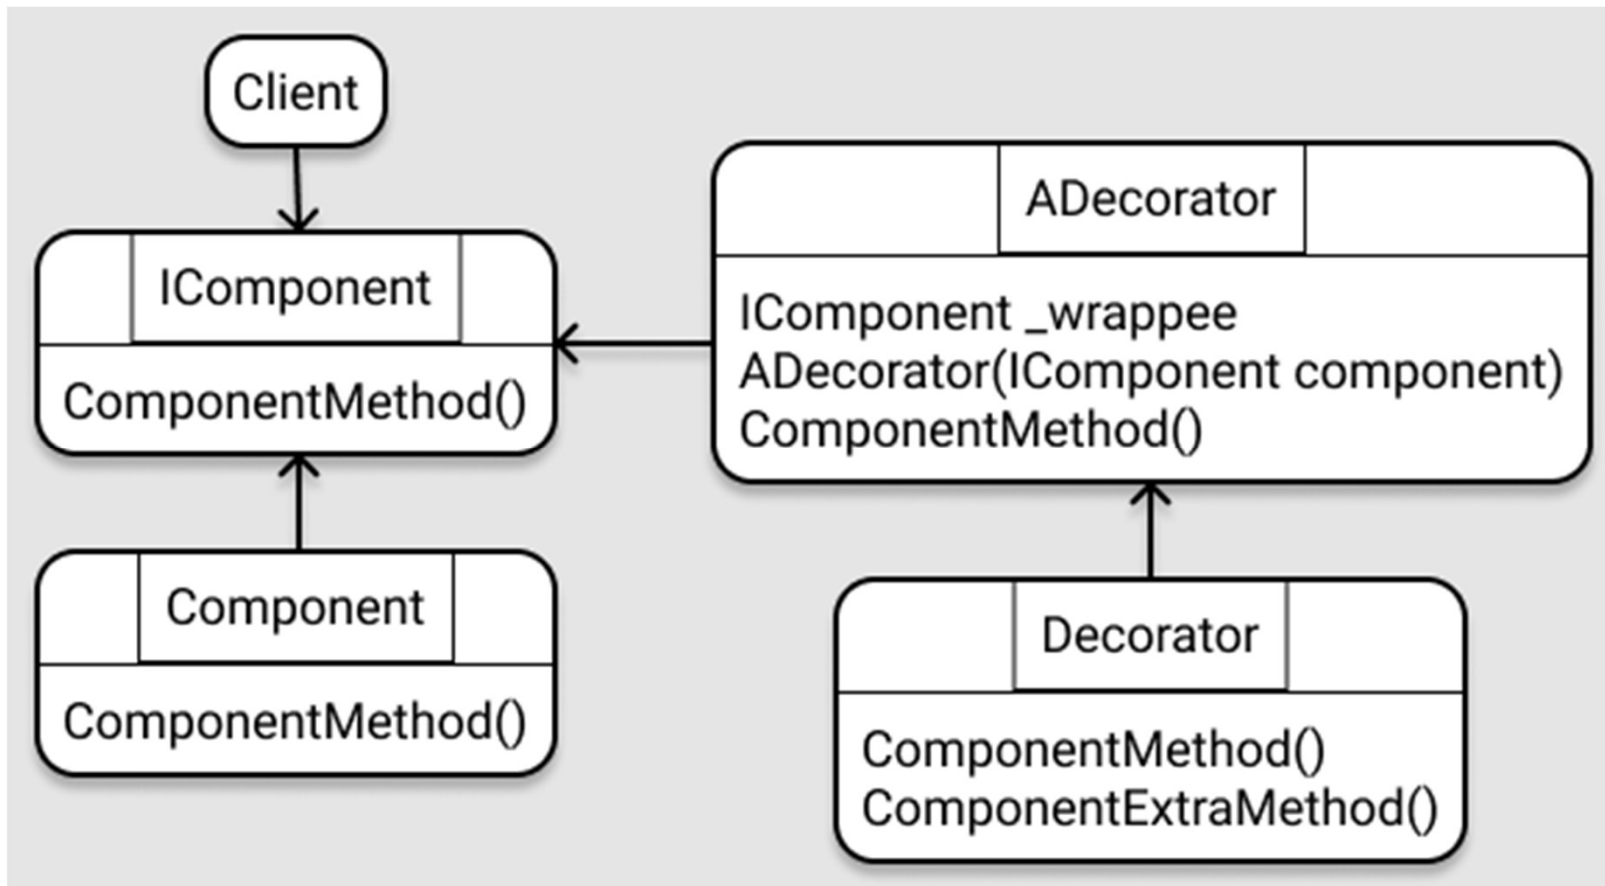 Client
IComponent
ComponentMethod()
ADecorator
IComponent _wrappee
ADecorator(IComponent component)
ComponentMethod()
Component
ComponentMethod()
Decorator
ComponentMethod()
ComponentExtraMethod()